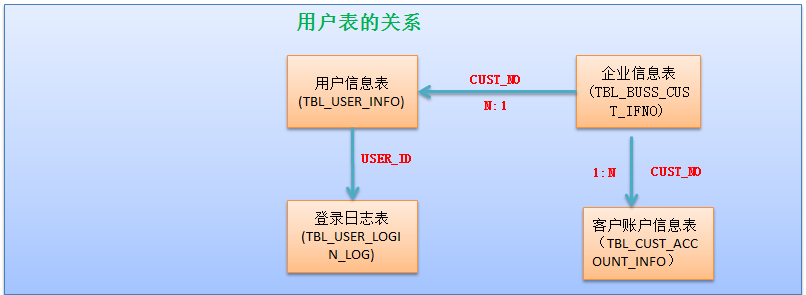 用户表的关系
用户信息表
(TBL_USER_INFO)
CUST_NO
N:1
企业信息表
(TBL_BUSS_CUS
T_IFNO)
USER_ID
1:N
CUST_NO
登录日志表
(TBL_USER_LOGI
N_LOG)
客户账户信息表
（TBL_CUST_ACC
OUNT_INFO）